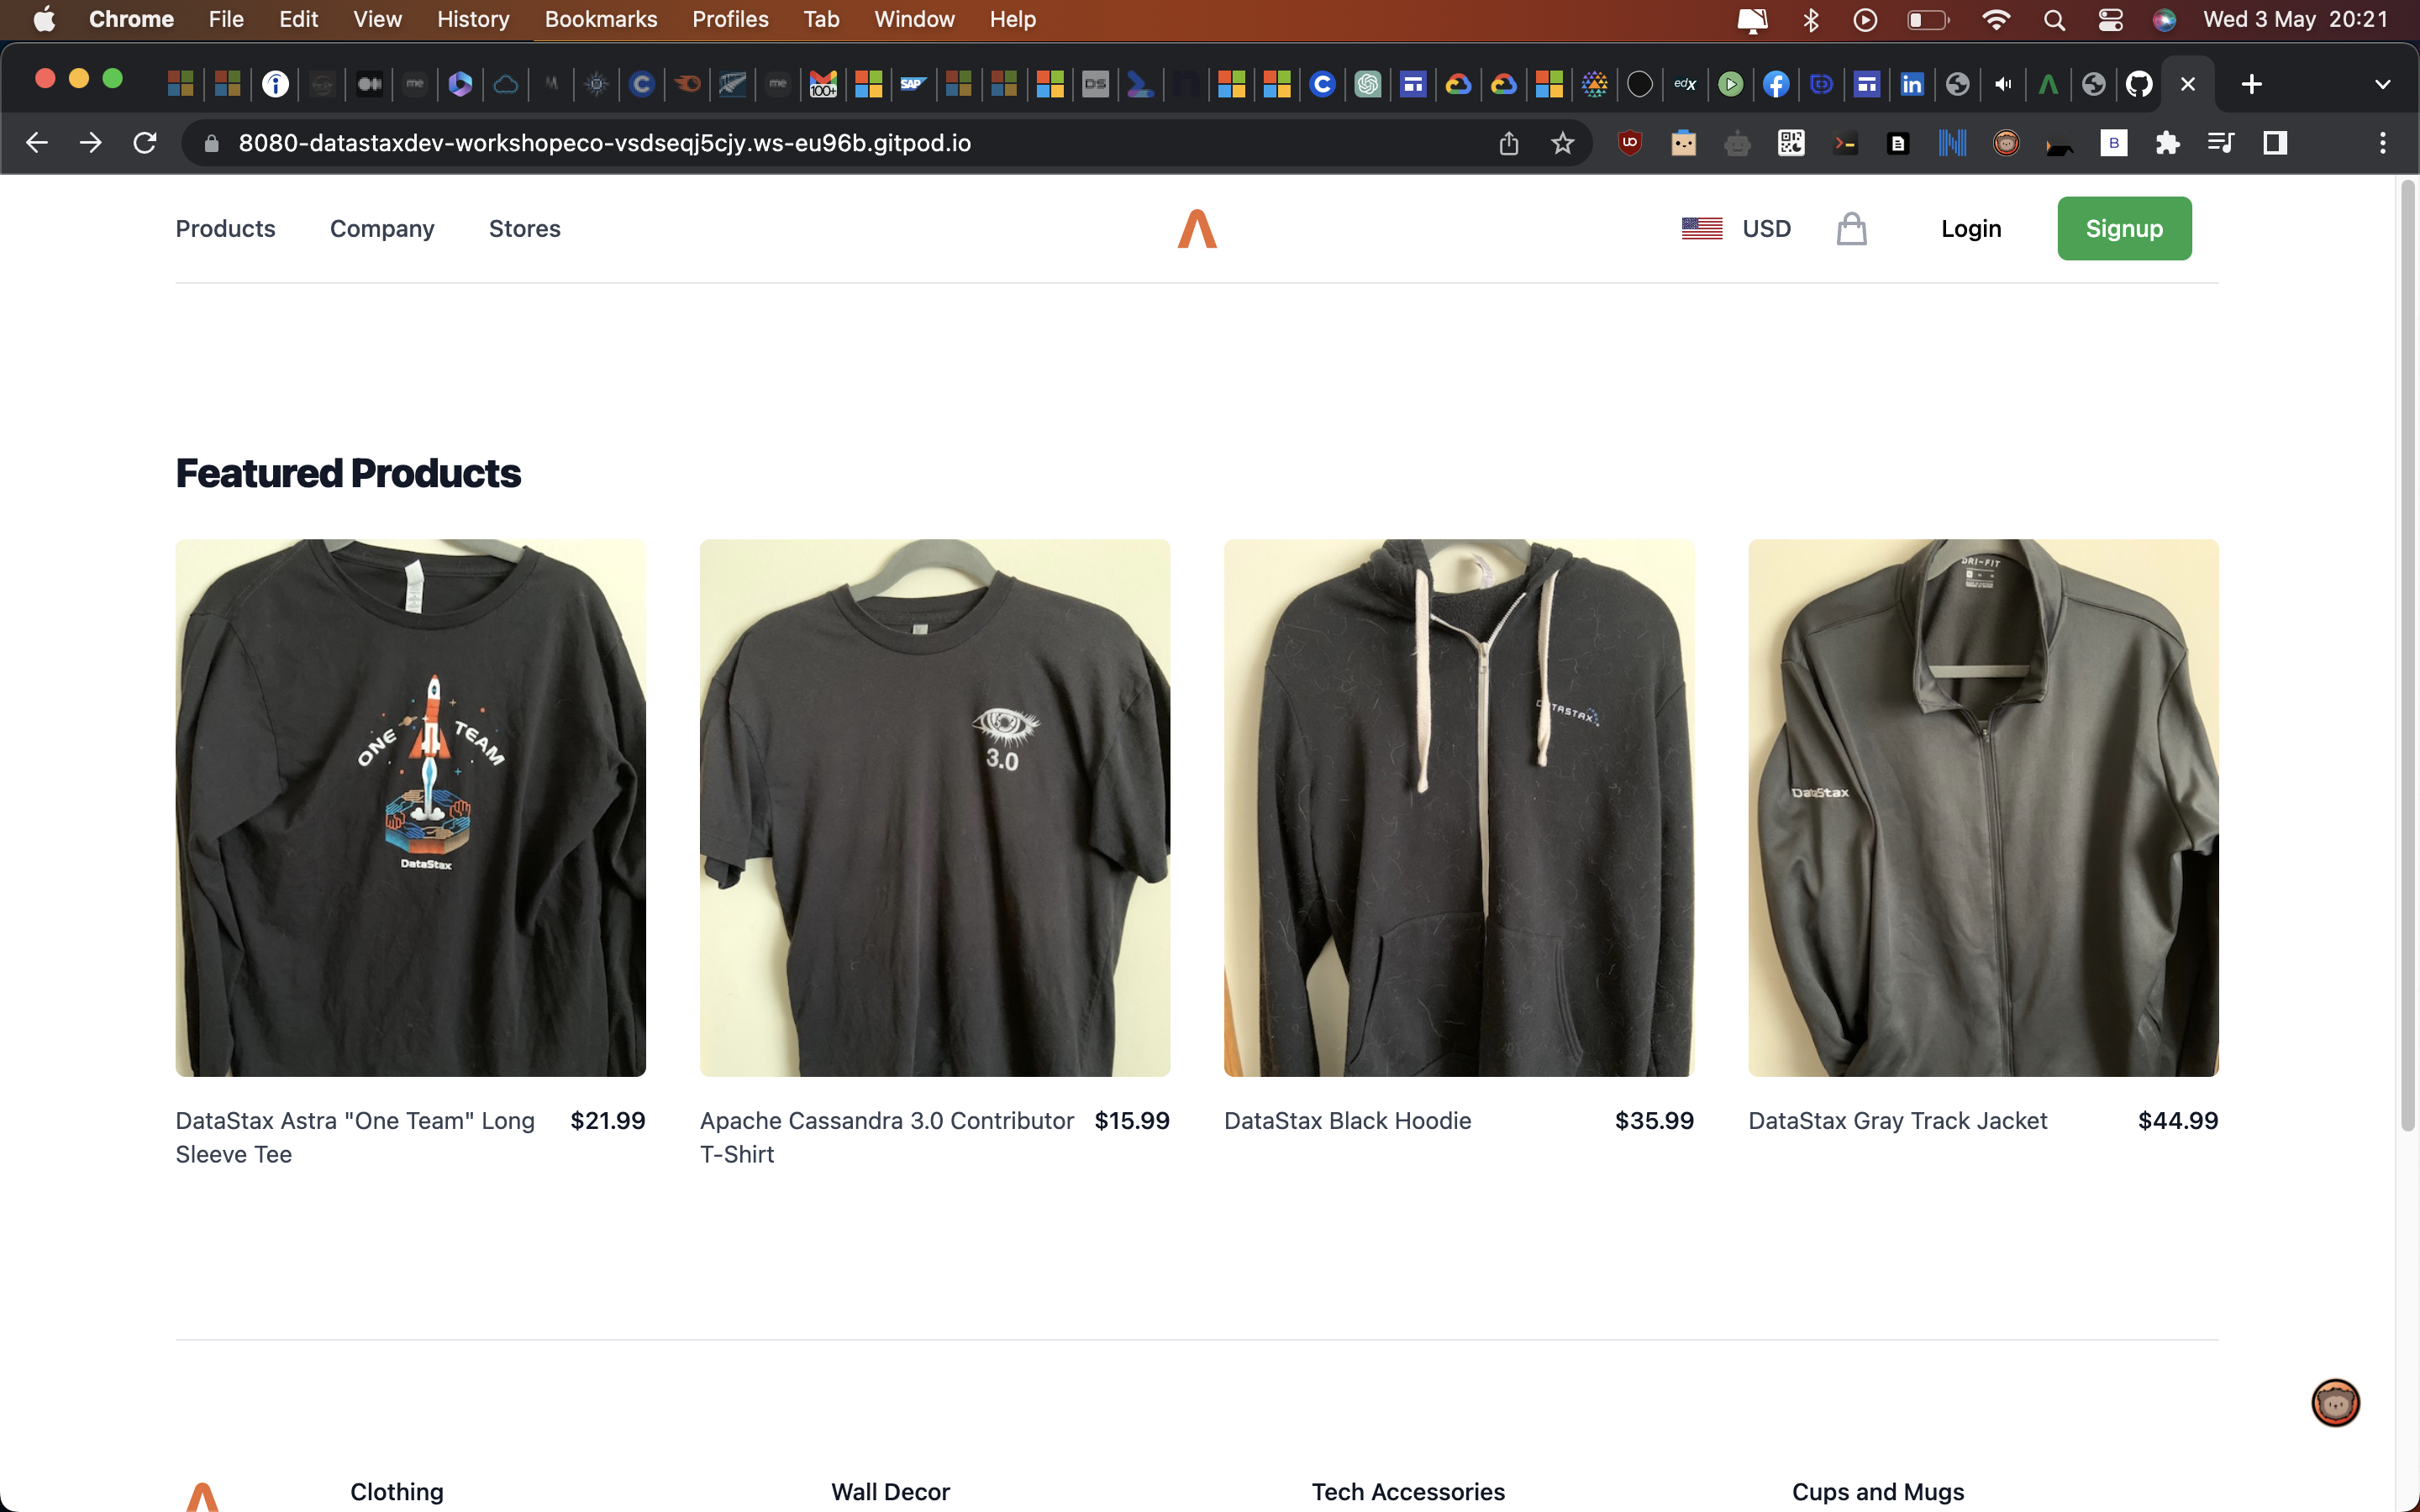 Chrome File Edit View History Bookmarks Profiles Tab Window Help Wed 3 May 20:21
8080-datastaxdev-workshopeco-vsdseqj5cjy.ws-eu96b.gitpod.io
Products Company Stores USD Login Signup
Featured Products
ONE TEAM
DataStax
3.0
DATASTAX
DRI-FIT
DataStax
DataStax Astra "One Team" Long $21.99
Sleeve Tee
Apache Cassandra 3.0 Contributor $15.99
T-Shirt
DataStax Black Hoodie $35.99
DataStax Gray Track Jacket $44.99
Clothing Wall Decor Tech Accessories Cups and Mugs